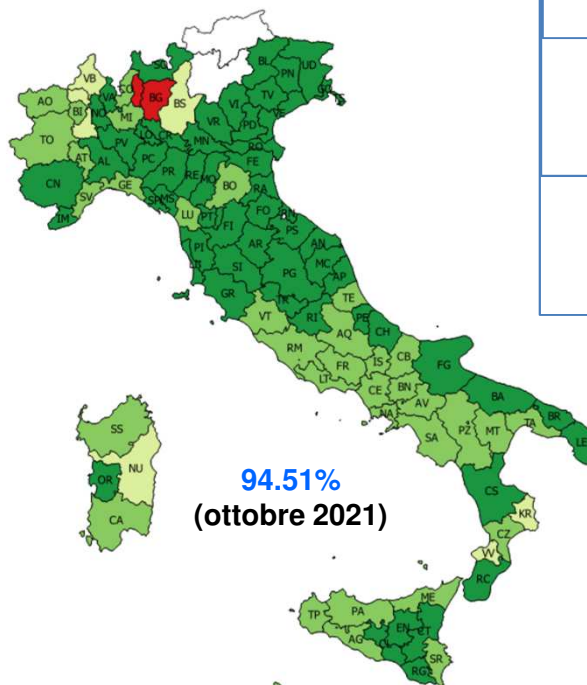 BL
UD
PN
SO
VB
TV
GO
TS
CO
VA
BG
BS
VI
AO
BI
NO
MI
VR
PD
VE
TO
LO
CR
MN
RO
PV
AT
AL
PC
PR
RE
MO
FE
BO
CN
GE
SV
SP
MS
RA
FO
RN
IM
LU
PT
FI
PS
PI
AR
AN
LI
SI
MC
PG
AP
GR
TE
TR
VT
RI
PE
AQ
CH
RM
CB
IS
FR
FG
LT
CE
BN
BA
NA
AV
BR
SS
SA
PZ
MT
TA
LE
NU
OR
94.51%
CS
KR
CA
(ottobre 2021)
CZ
VV
RC
ME
TP
PA
EN
CT
AG
CL
SR
RG